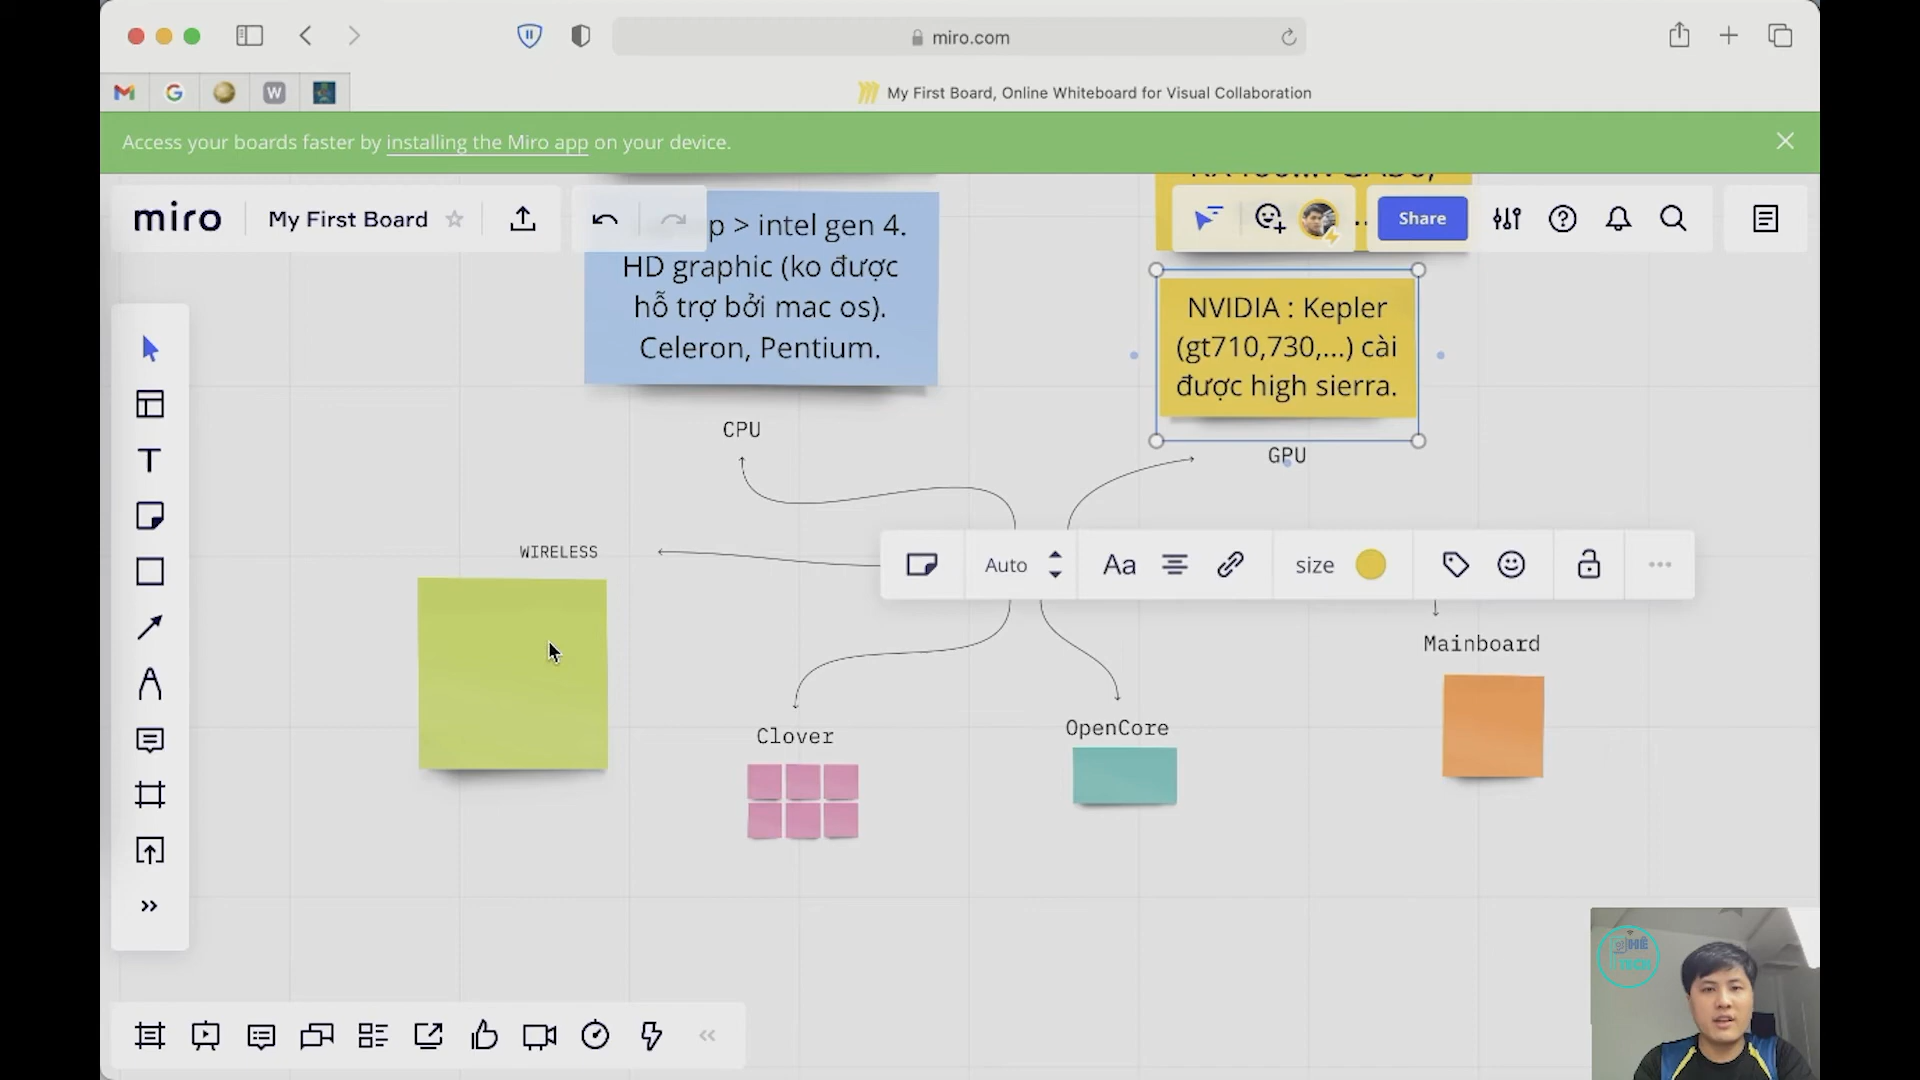 miro.com
W
My First Board, Online Whiteboard for Visual Collaboration
Access your boards faster by installing the Miro app on your device.
miro
My First Board
Share
p > intel gen 4.
HD graphic (ko được
hỗ trợ bởi mac os).
Celeron, Pentium.
NVIDIA : Kepler
(gt710,730,...) cài
được high sierra.
CPU
GPU
WIRELESS
Auto
Aa
size
Mainboard
Clover
OpenCore
TECH